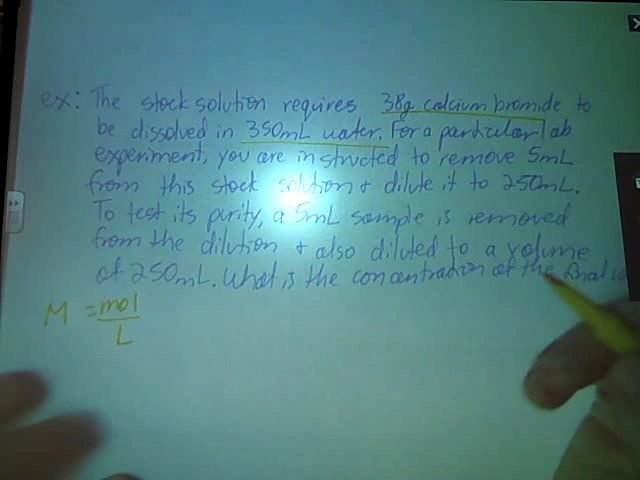 ex: The stock solution requires 38g calcium bromide to
be dissolved in 350mL water. For a particular lab
experiment, you are instructed to remove 5mL
from this stock solution & dilute it to 250mL.
To test its purity, a 5mL sample is removed
from the dilution & also diluted to a volume
of 250mL. What is the concentration of the final so
M = mol
L